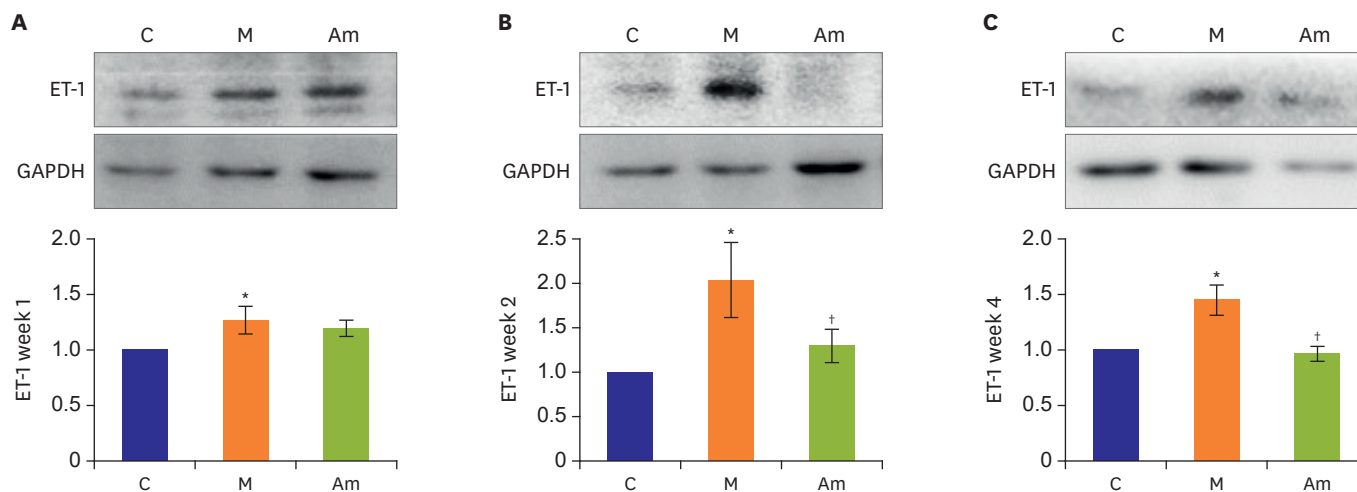 A
C M Am
ET-1
GAPDH
2.0
1.5
1.0
0.5
0
ET-1 week 1
*
C M Am
B
C M Am
ET-1
GAPDH
2.5
2.0
1.5
1.0
0.5
0
ET-1 week 2
*
†
C M Am
C
C M Am
ET-1
GAPDH
2.0
1.5
1.0
0.5
0
ET-1 week 4
*
†
C M Am